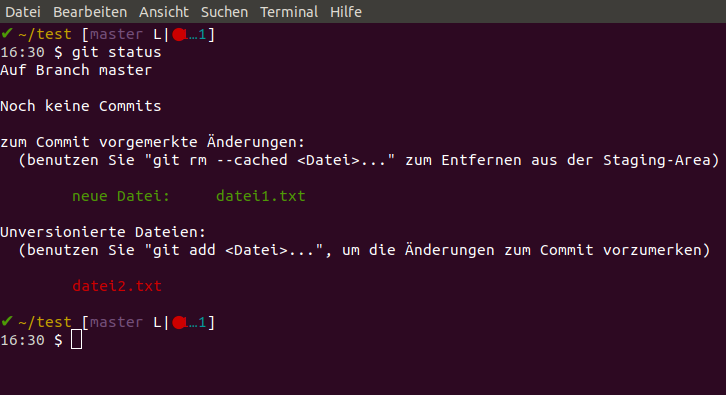 Datei Bearbeiten Ansicht Suchen Terminal Hilfe
✔ ~/test [master L|●1…1]
16:30 $ git status
Auf Branch master
Noch keine Commits
zum Commit vorgemerkte Änderungen:
(benutzen Sie "git rm --cached <Datei>..." zum Entfernen aus der Staging-Area)
neue Datei: datei1.txt
Unversionierte Dateien:
(benutzen Sie "git add <Datei>...", um die Änderungen zum Commit vorzumerken)
datei2.txt
✔ ~/test [master L|●1…1]
16:30 $